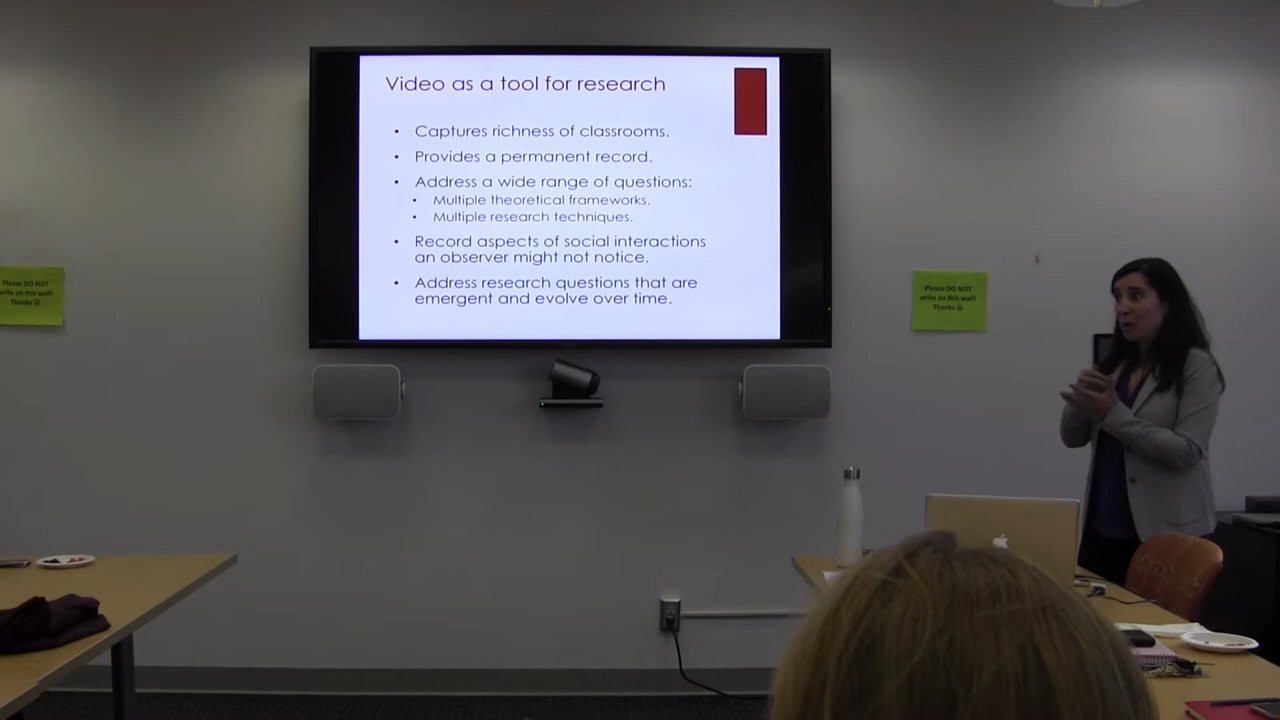 Video as a tool for research
• Captures richness of classrooms.
• Provides a permanent record.
• Address a wide range of questions:
• Multiple theoretical frameworks.
• Multiple research techniques.
• Record aspects of social interactions
an observer might not notice.
• Address research questions that are
emergent and evolve over time.
Please DO NOT
write on this wall!
Thanks ☺
Please DO NOT
write on this wall!
Thanks ☺